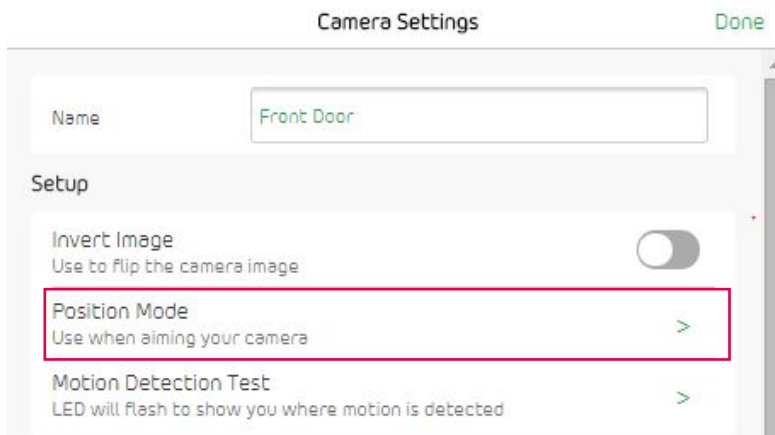 Camera Settings Done
Name Front Door
Setup
Invert Image
Use to flip the camera image
Position Mode
Use when aiming your camera >
Motion Detection Test
LED will flash to show you where motion is detected >